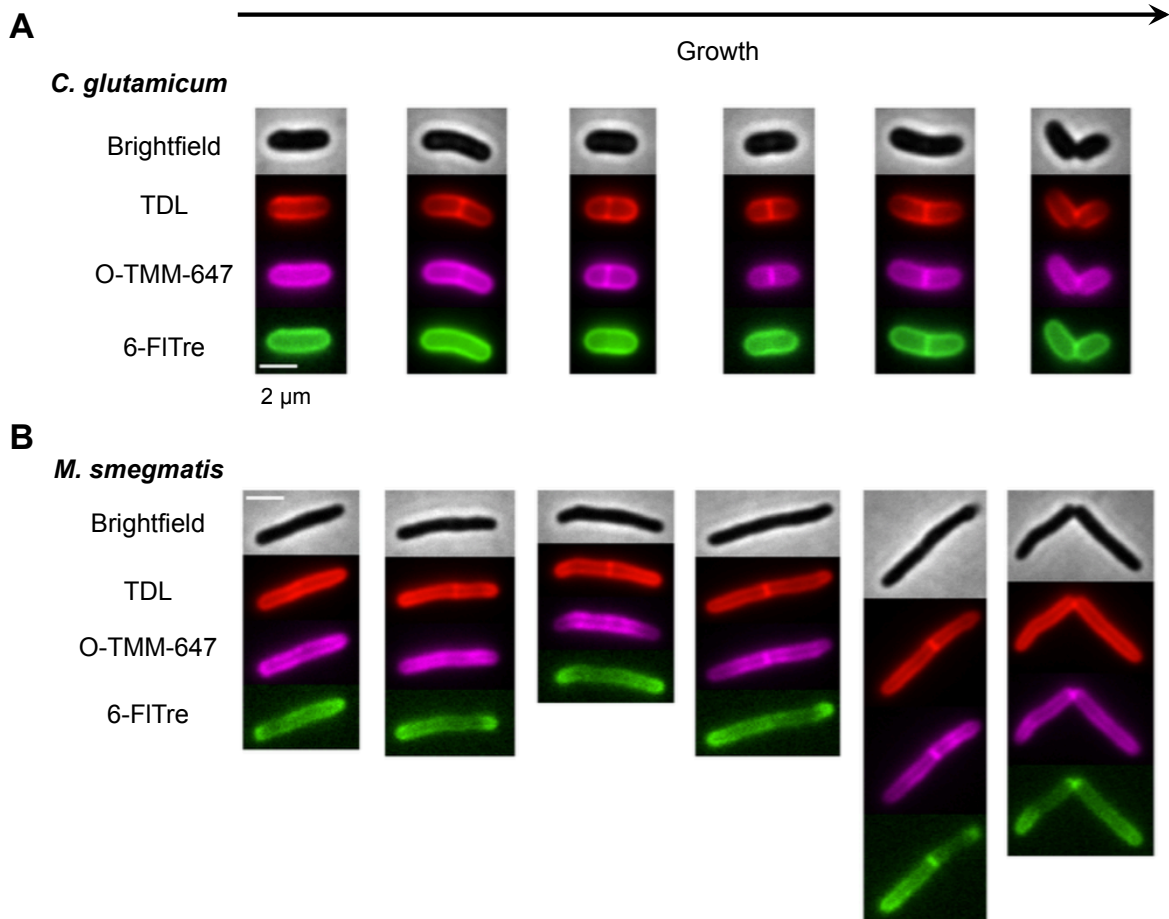 A
Growth
C. glutamicum
Brightfield
TDL
O-TMM-647
6-FlTre
2 µm
B
M. smegmatis
Brightfield
TDL
O-TMM-647
6-FlTre